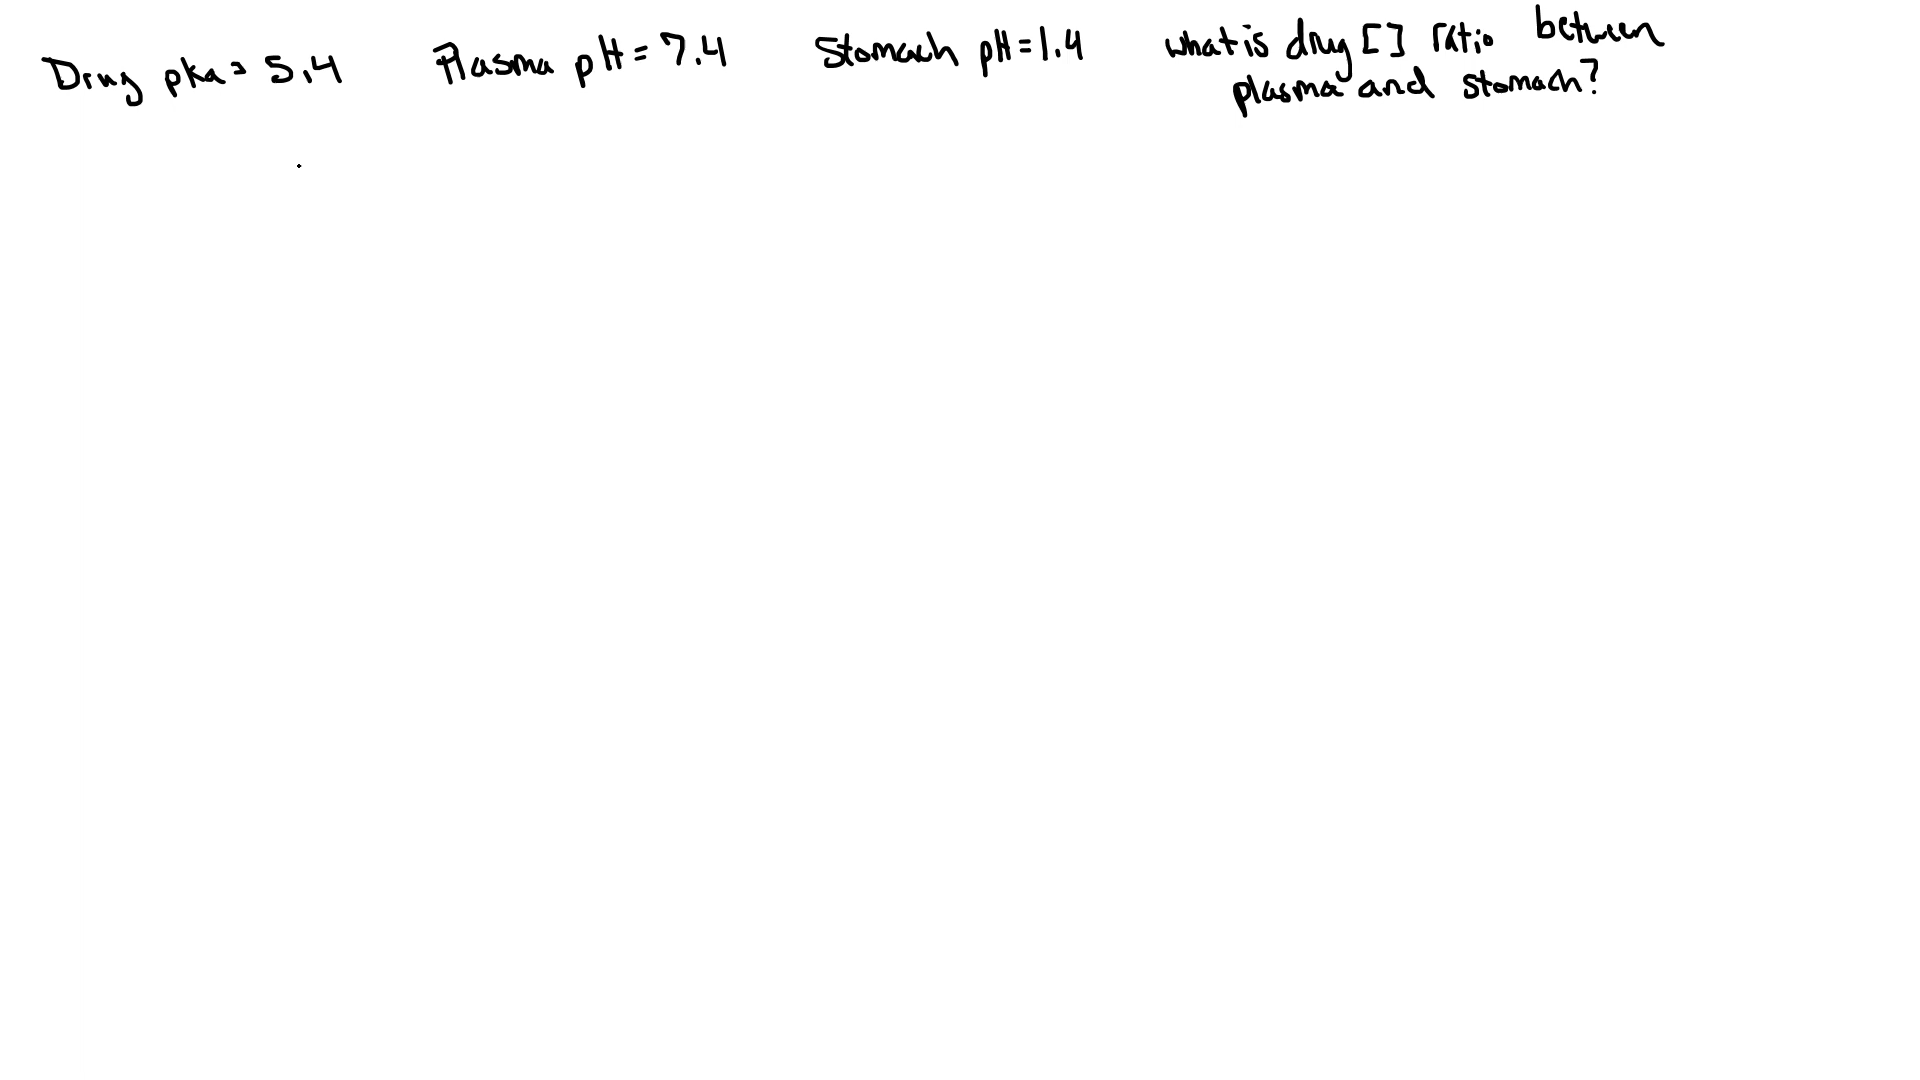 Drug pka = 5.4 Plasma pH = 7.4 Stomach pH = 1.4 what is drug [] ratio between
plasma and stomach?